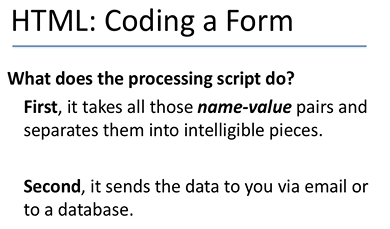 HTML: Coding a Form
What does the processing script do?
First, it takes all those name-value pairs and
separates them into intelligible pieces.
Second, it sends the data to you via email or
to a database.